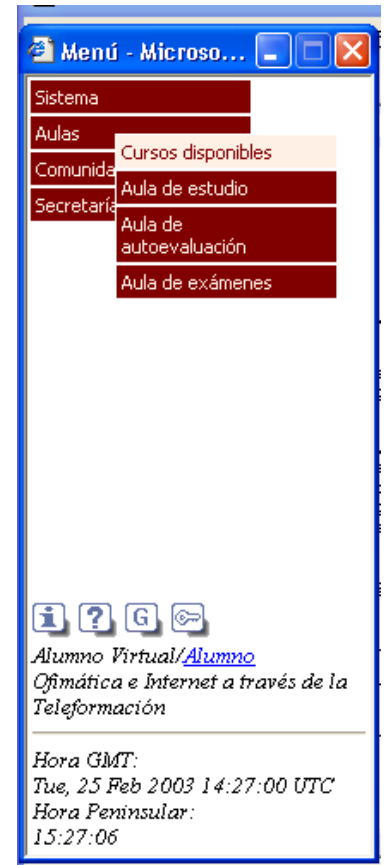 Menú - Microso...
Sistema
Aulas
Cursos disponibles
Comunida
Aula de estudio
Secretaría
Aula de
autoevaluación
Aula de exámenes
i ? G
Alumno Virtual/Alumno
Ofimática e Internet a través de la
Teleformación
Hora GMT:
Tue, 25 Feb 2003 14:27:00 UTC
Hora Peninsular:
15:27:06